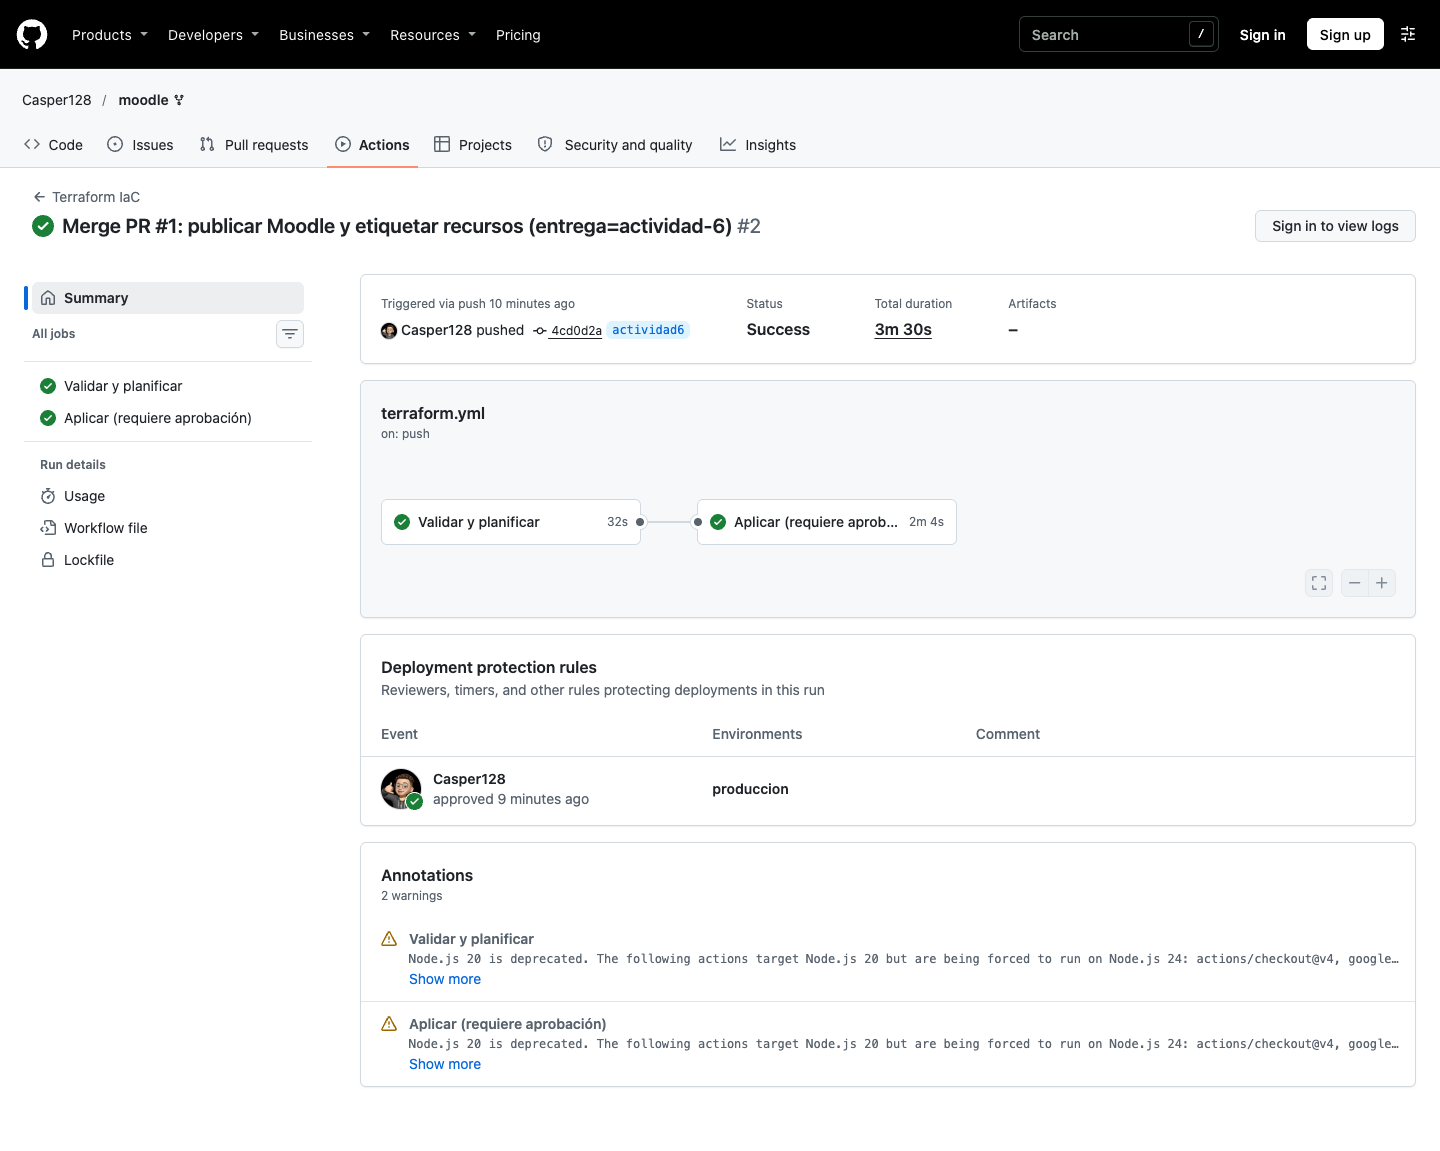 Products Developers Businesses Resources Pricing Search / Sign in Sign up
Casper128 / moodle
Code Issues Pull requests Actions Projects Security and quality Insights
Terraform IaC
Merge PR #1: publicar Moodle y etiquetar recursos (entrega=actividad-6) #2
Sign in to view logs
Summary
All jobs
Validar y planificar
Aplicar (requiere aprobación)
Run details
Usage
Workflow file
Lockfile
Triggered via push 10 minutes ago
Casper128 pushed 4cd0d2a actividad6
Status
Success
Total duration
3m 30s
Artifacts
–
terraform.yml
on: push
Validar y planificar 32s
Aplicar (requiere aprob... 2m 4s
Deployment protection rules
Reviewers, timers, and other rules protecting deployments in this run
Event Environments Comment
Casper128
approved 9 minutes ago
produccion
Annotations
2 warnings
Validar y planificar
Node.js 20 is deprecated. The following actions target Node.js 20 but are being forced to run on Node.js 24: actions/checkout@v4, google…
Show more
Aplicar (requiere aprobación)
Node.js 20 is deprecated. The following actions target Node.js 20 but are being forced to run on Node.js 24: actions/checkout@v4, google…
Show more